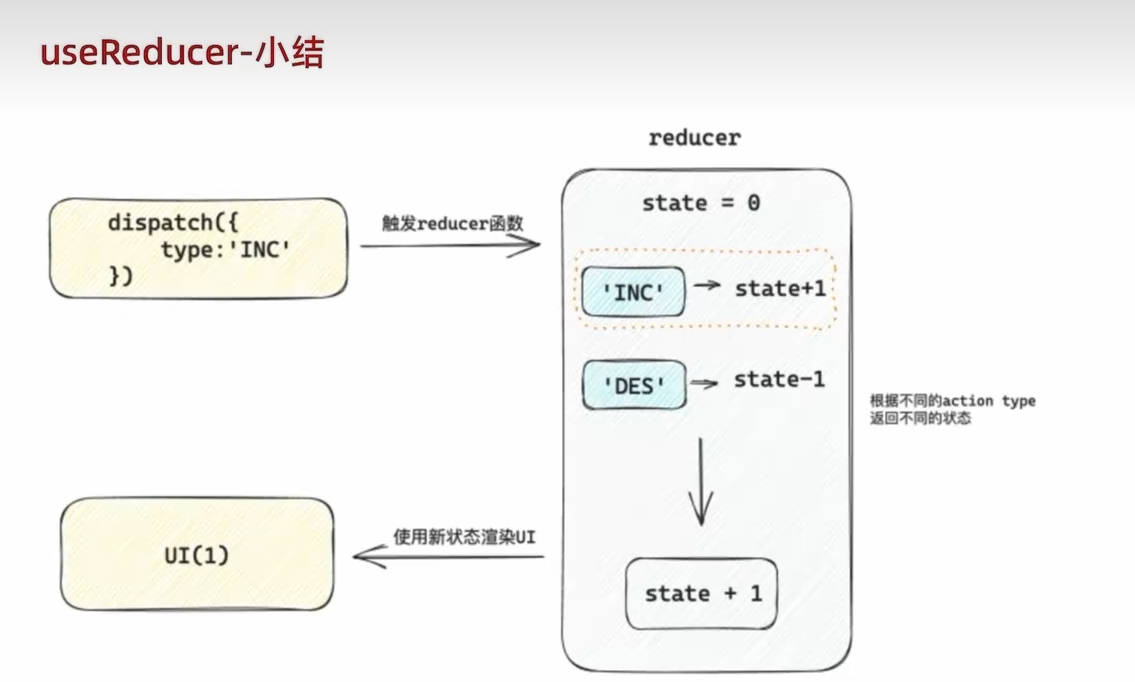 useReducer-小结
reducer
dispatch({
type:'INC'
})
触发reducer函数
state = 0
'INC'
state+1
'DES'
state-1
根据不同的action type
返回不同的状态
使用新状态渲染UI
UI(1)
state + 1